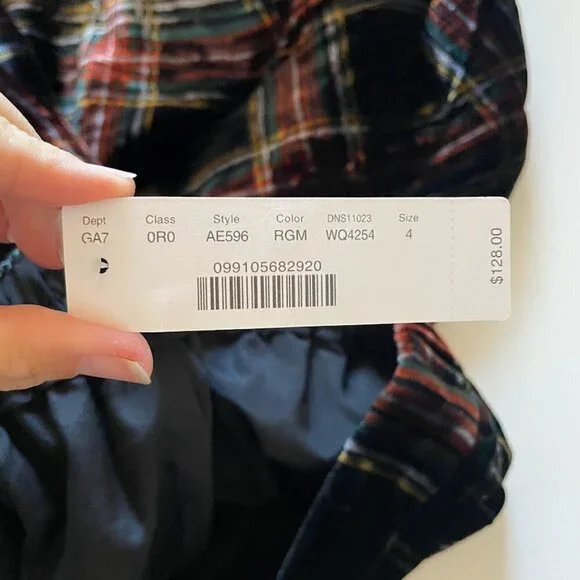 Dept Class Style Color DNS11023 Size
GA7 0R0 AE596 RGM WQ4254 4
099105682920
$128.00